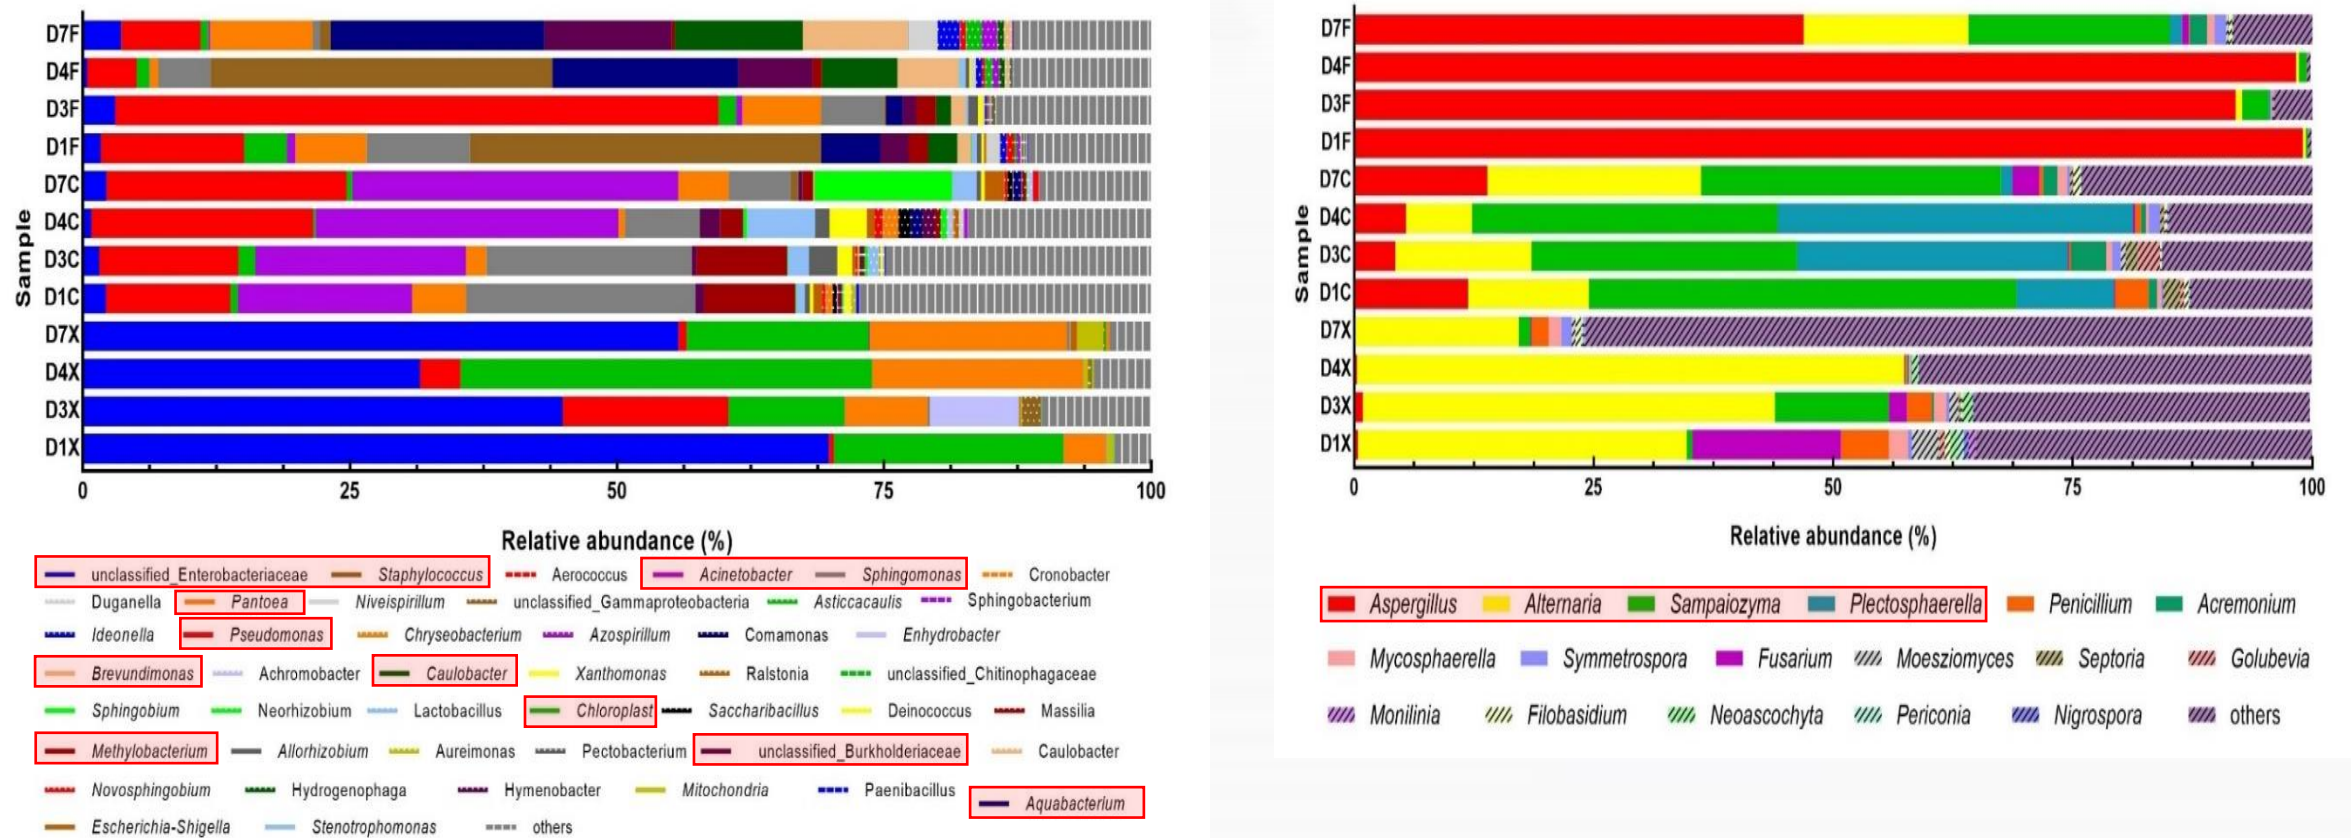 D7F
D4F
D3F
D1F
D7C
D4C
D3C
D1C
D7X
D4X
D3X
D1X
Sample
0 25 50 75 100
Relative abundance (%)
unclassified_Enterobacteriaceae Staphylococcus Aerococcus Acinetobacter Sphingomonas Cronobacter
Duganella Pantoea Niveispirillum unclassified_Gammaproteobacteria Asticcacaulis Sphingobacterium
Ideonella Pseudomonas Chryseobacterium Azospirillum Comamonas Enhydrobacter
Brevundimonas Achromobacter Caulobacter Xanthomonas Ralstonia unclassified_Chitinophagaceae
Sphingobium Neorhizobium Lactobacillus Chloroplast Saccharibacillus Deinococcus Massilia
Methylobacterium Allorhizobium Aureimonas Pectobacterium unclassified_Burkholderiaceae Caulobacter
Novosphingobium Hydrogenophaga Hymenobacter Mitochondria Paenibacillus Aquabacterium
Escherichia-Shigella Stenotrophomonas others
D7F
D4F
D3F
D1F
D7C
D4C
D3C
D1C
D7X
D4X
D3X
D1X
Sample
0 25 50 75 100
Relative abundance (%)
Aspergillus Alternaria Sampaiozyma Plectosphaerella Penicillium Acremonium
Mycosphaerella Symmetrospora Fusarium Moesziomyces Septoria Golubevia
Monilinia Filobasidium Neoascochyta Periconia Nigrospora others